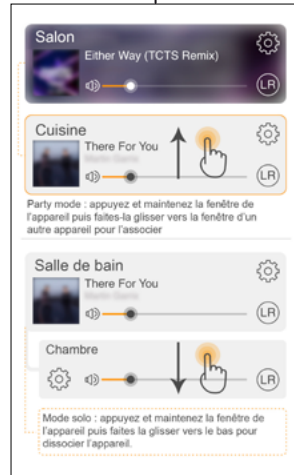 Salon
Either Way (TCTS Remix)
LR
Cuisine
There For You
LR
Party mode : appuyez et maintenez la fenêtre de
l'appareil puis faites-la glisser vers la fenêtre d'un
autre appareil pour l'associer
Salle de bain
There For You
LR
Chambre
LR
Mode solo : appuyez et maintenez la fenêtre de
l'appareil puis faites la glisser vers le bas pour
dissocier l'appareil.